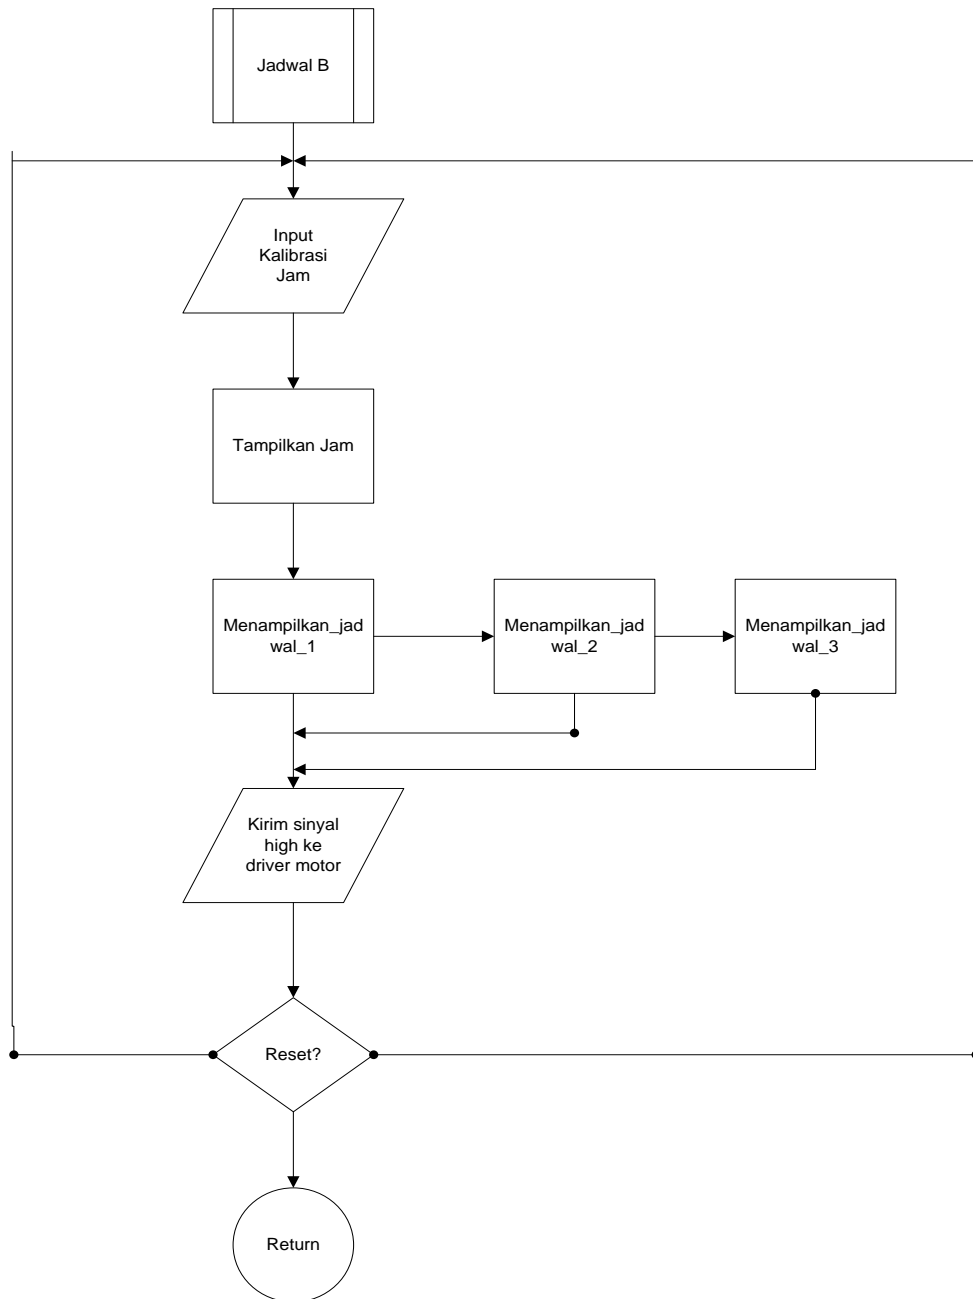 Jadwal B
Input
Kalibrasi
Jam
Tampilkan Jam
Menampilkan_jad
wal_1
Menampilkan_jad
wal_2
Menampilkan_jad
wal_3
Kirim sinyal
high ke
driver motor
Reset?
Return